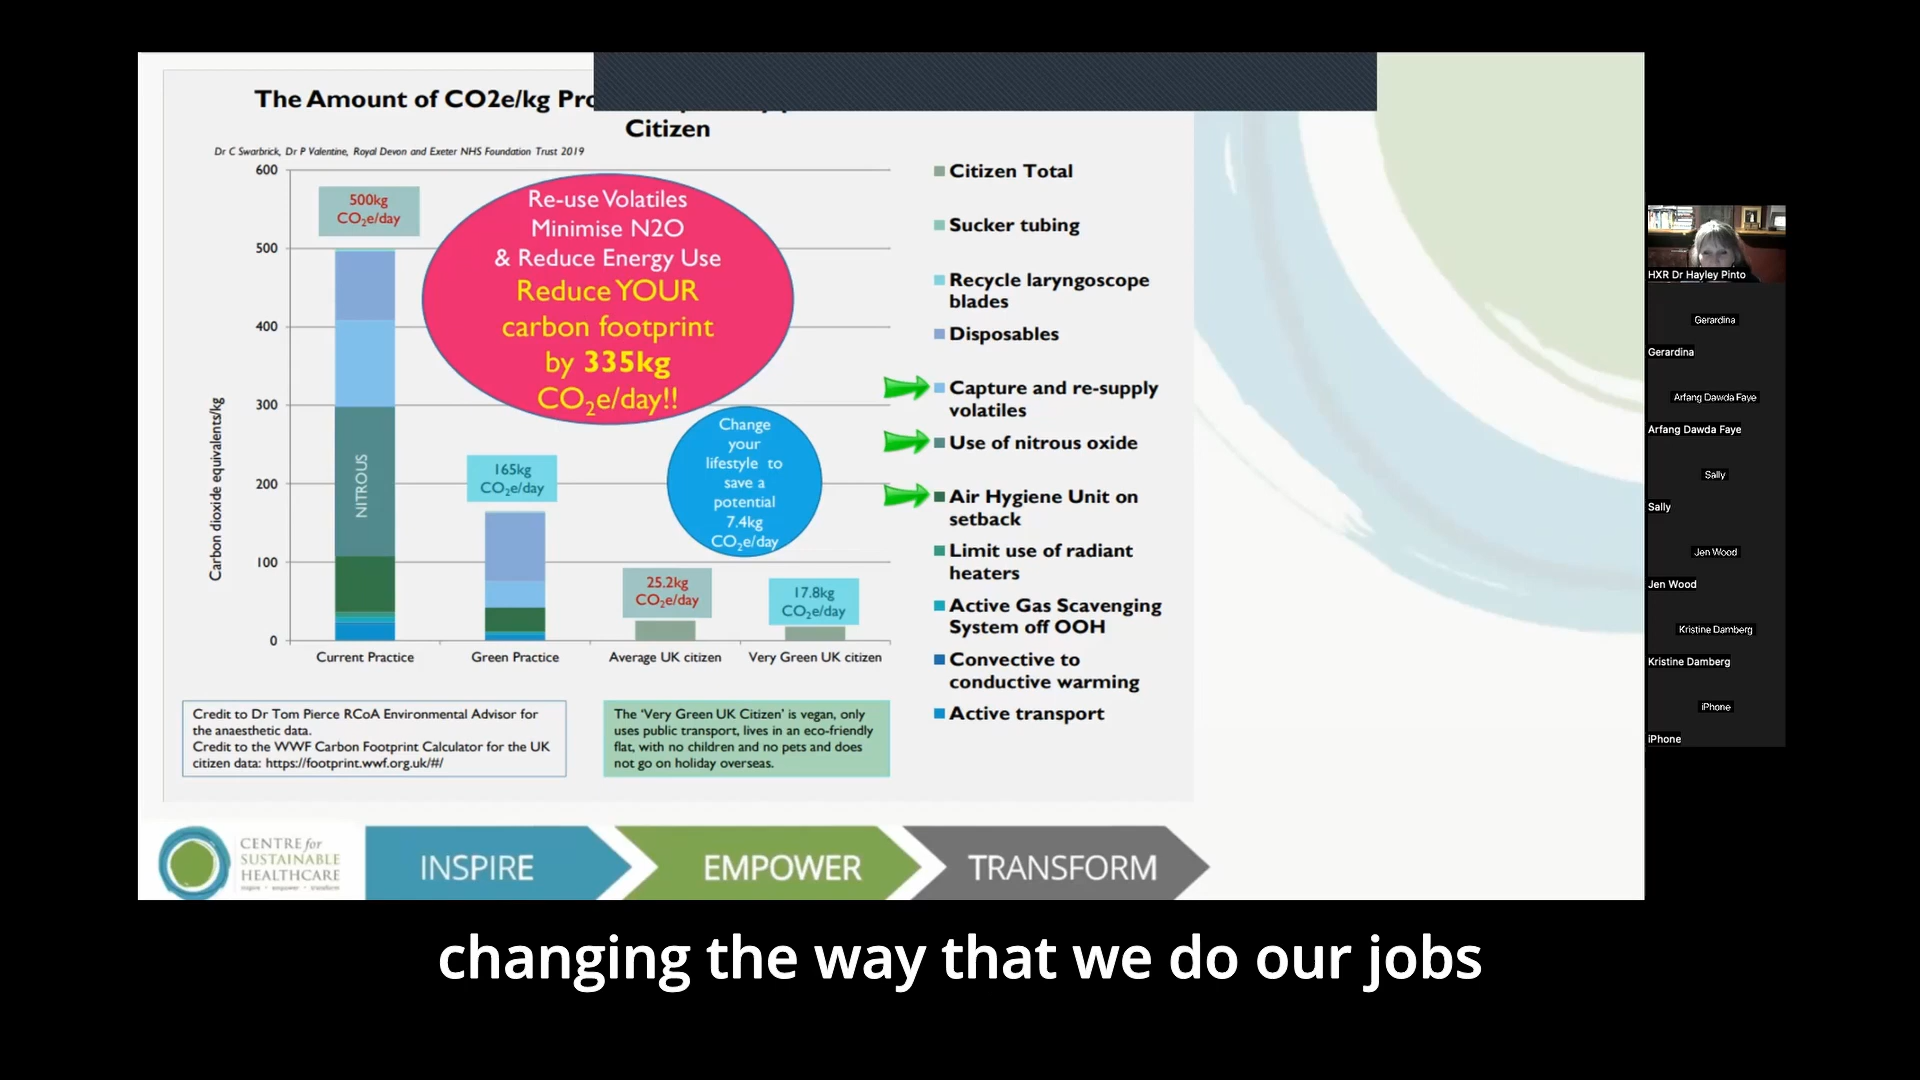 The Amount of CO2e/kg Pro
Citizen
Dr C Swarbrick, Dr P Valentine, Royal Devon and Exeter NHS Foundation Trust 2019
600
500
400
300
200
100
0
Carbon dioxide equivalents/kg
500kg
CO₂e/day
NITROUS
165kg
CO₂e/day
25.2kg
CO₂e/day
17.8kg
CO₂e/day
Current Practice
Green Practice
Average UK citizen
Very Green UK citizen
Re-use Volatiles
Minimise N2O
& Reduce Energy Use
Reduce YOUR
carbon footprint
by 335kg
CO₂e/day!!
Change
your
lifestyle to
save a
potential
7.4kg
CO₂e/day
Citizen Total
Sucker tubing
Recycle laryngoscope
blades
Disposables
Capture and re-supply
volatiles
Use of nitrous oxide
Air Hygiene Unit on
setback
Limit use of radiant
heaters
Active Gas Scavenging
System off OOH
Convective to
conductive warming
Active transport
Credit to Dr Tom Pierce RCoA Environmental Advisor for
the anaesthetic data.
Credit to the WWF Carbon Footprint Calculator for the UK
citizen data: https://footprint.wwf.org.uk/#/
The ‘Very Green UK Citizen’ is vegan, only
uses public transport, lives in an eco-friendly
flat, with no children and no pets and does
not go on holiday overseas.
CENTRE for
SUSTAINABLE
HEALTHCARE
inspire • empower • transform
INSPIRE
EMPOWER
TRANSFORM
HXR Dr Hayley Pinto
Gerardina
Gerardina
Arfang Dawda Faye
Arfang Dawda Faye
Sally
Sally
Jen Wood
Jen Wood
Kristine Damberg
Kristine Damberg
iPhone
iPhone
changing the way that we do our jobs